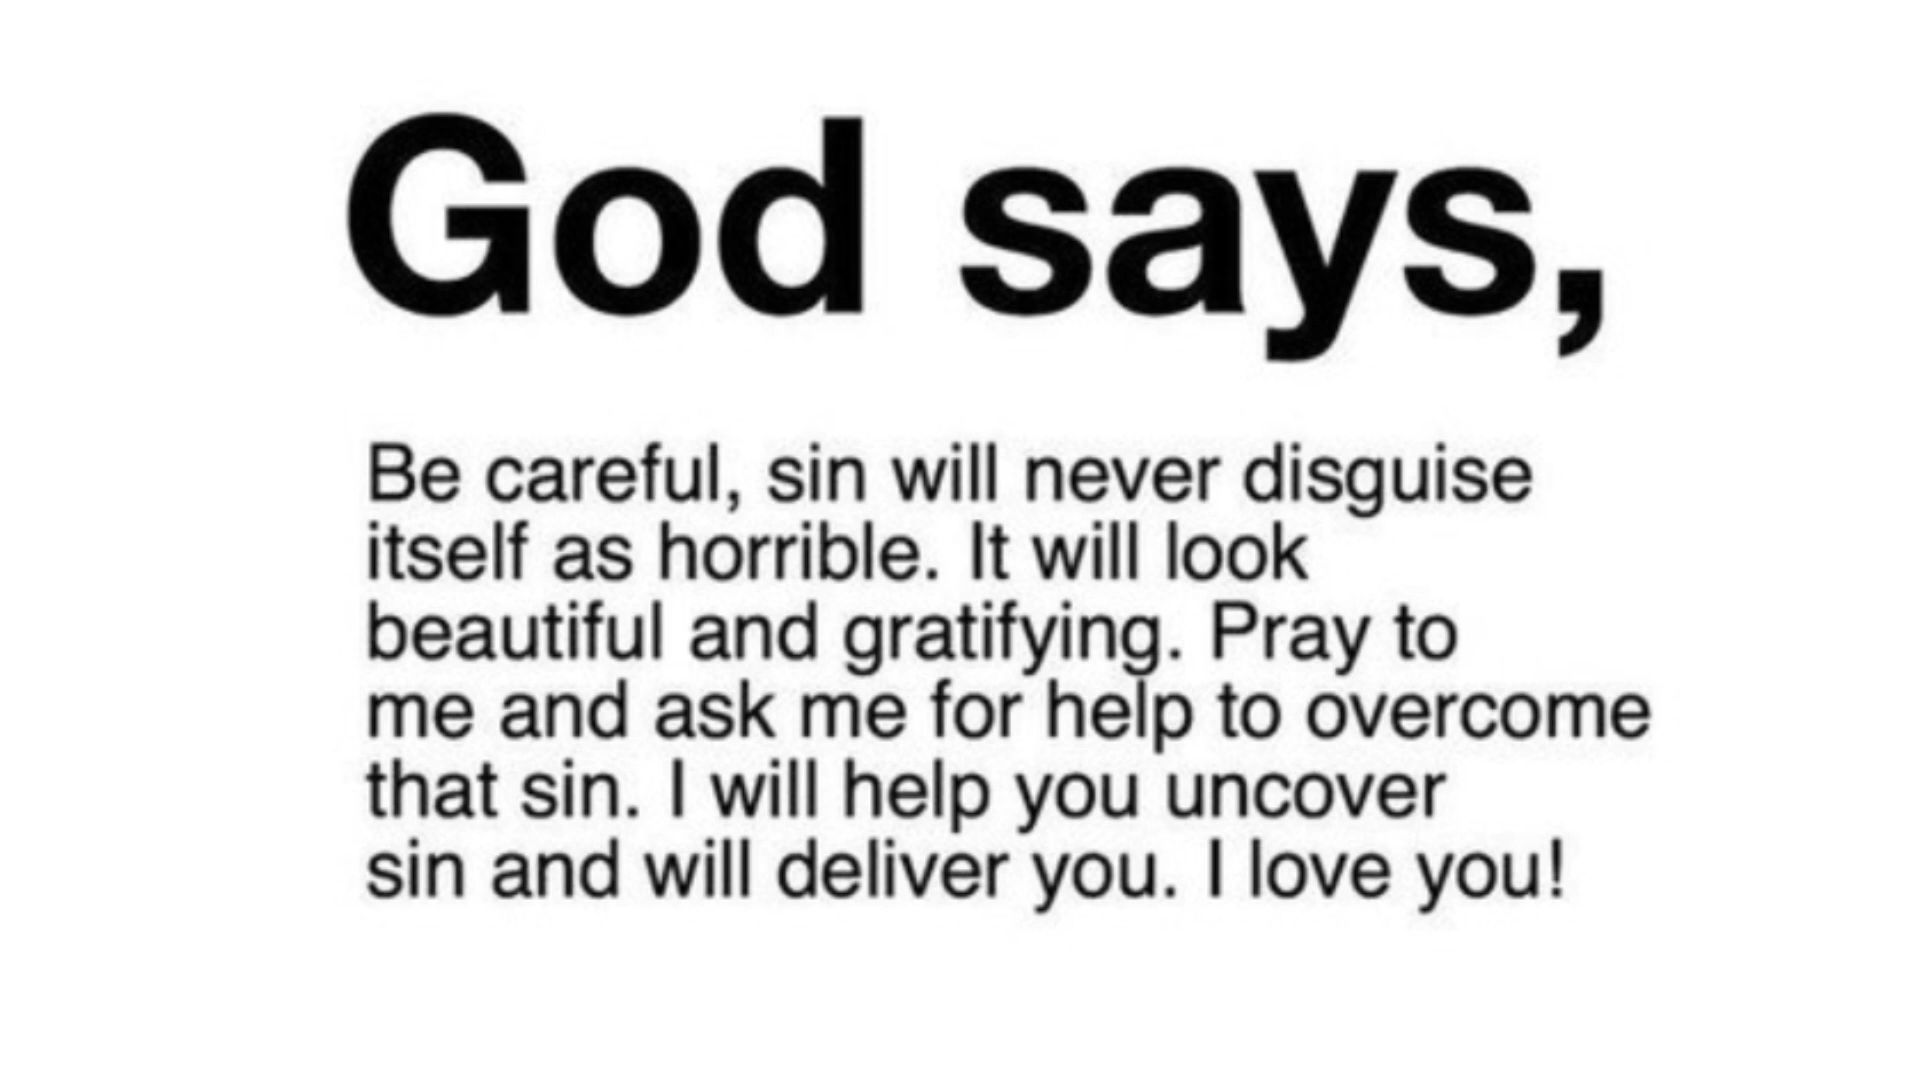 God says,
Be careful, sin will never disguise
itself as horrible. It will look
beautiful and gratifying. Pray to
me and ask me for help to overcome
that sin. I will help you uncover
sin and will deliver you. I love you!